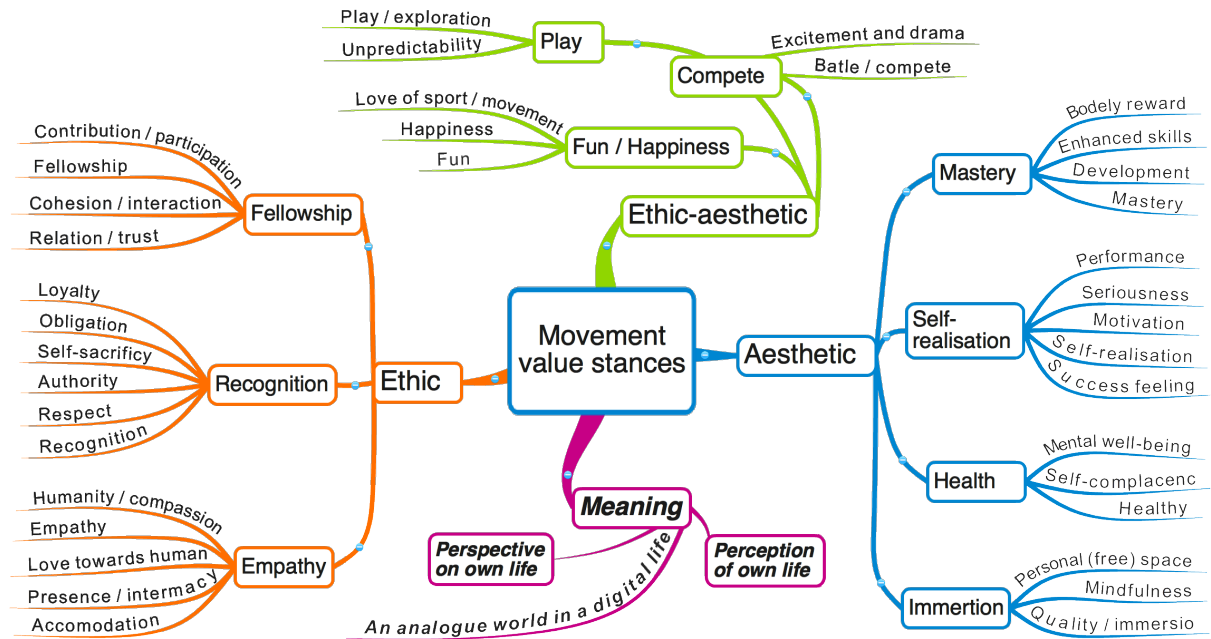 Play / exploration
Unpredictability
Play
Excitement and drama
Batle / compete
Compete
Love of sport / movement
Happiness
Fun
Fun / Happiness
Ethic-aesthetic
Contribution / participation
Fellowship
Cohesion / interaction
Relation / trust
Fellowship
Loyalty
Obligation
Self-sacrificy
Authority
Respect
Recognition
Recognition
Ethic
Humanity / compassion
Empathy
Love towards human
Presence / intermacy
Accomodation
Empathy
Movement
value stances
Meaning
Perspective
on own life
An analogue world in a digital life
Perception
of own life
Aesthetic
Mastery
Bodely reward
Enhanced skills
Development
Mastery
Self-
realisation
Performance
Seriousness
Motivation
Self-realisation
Success feeling
Health
Mental well-being
Self-complacenc
Healthy
Immertion
Personal (free) space
Mindfulness
Quality / immersio